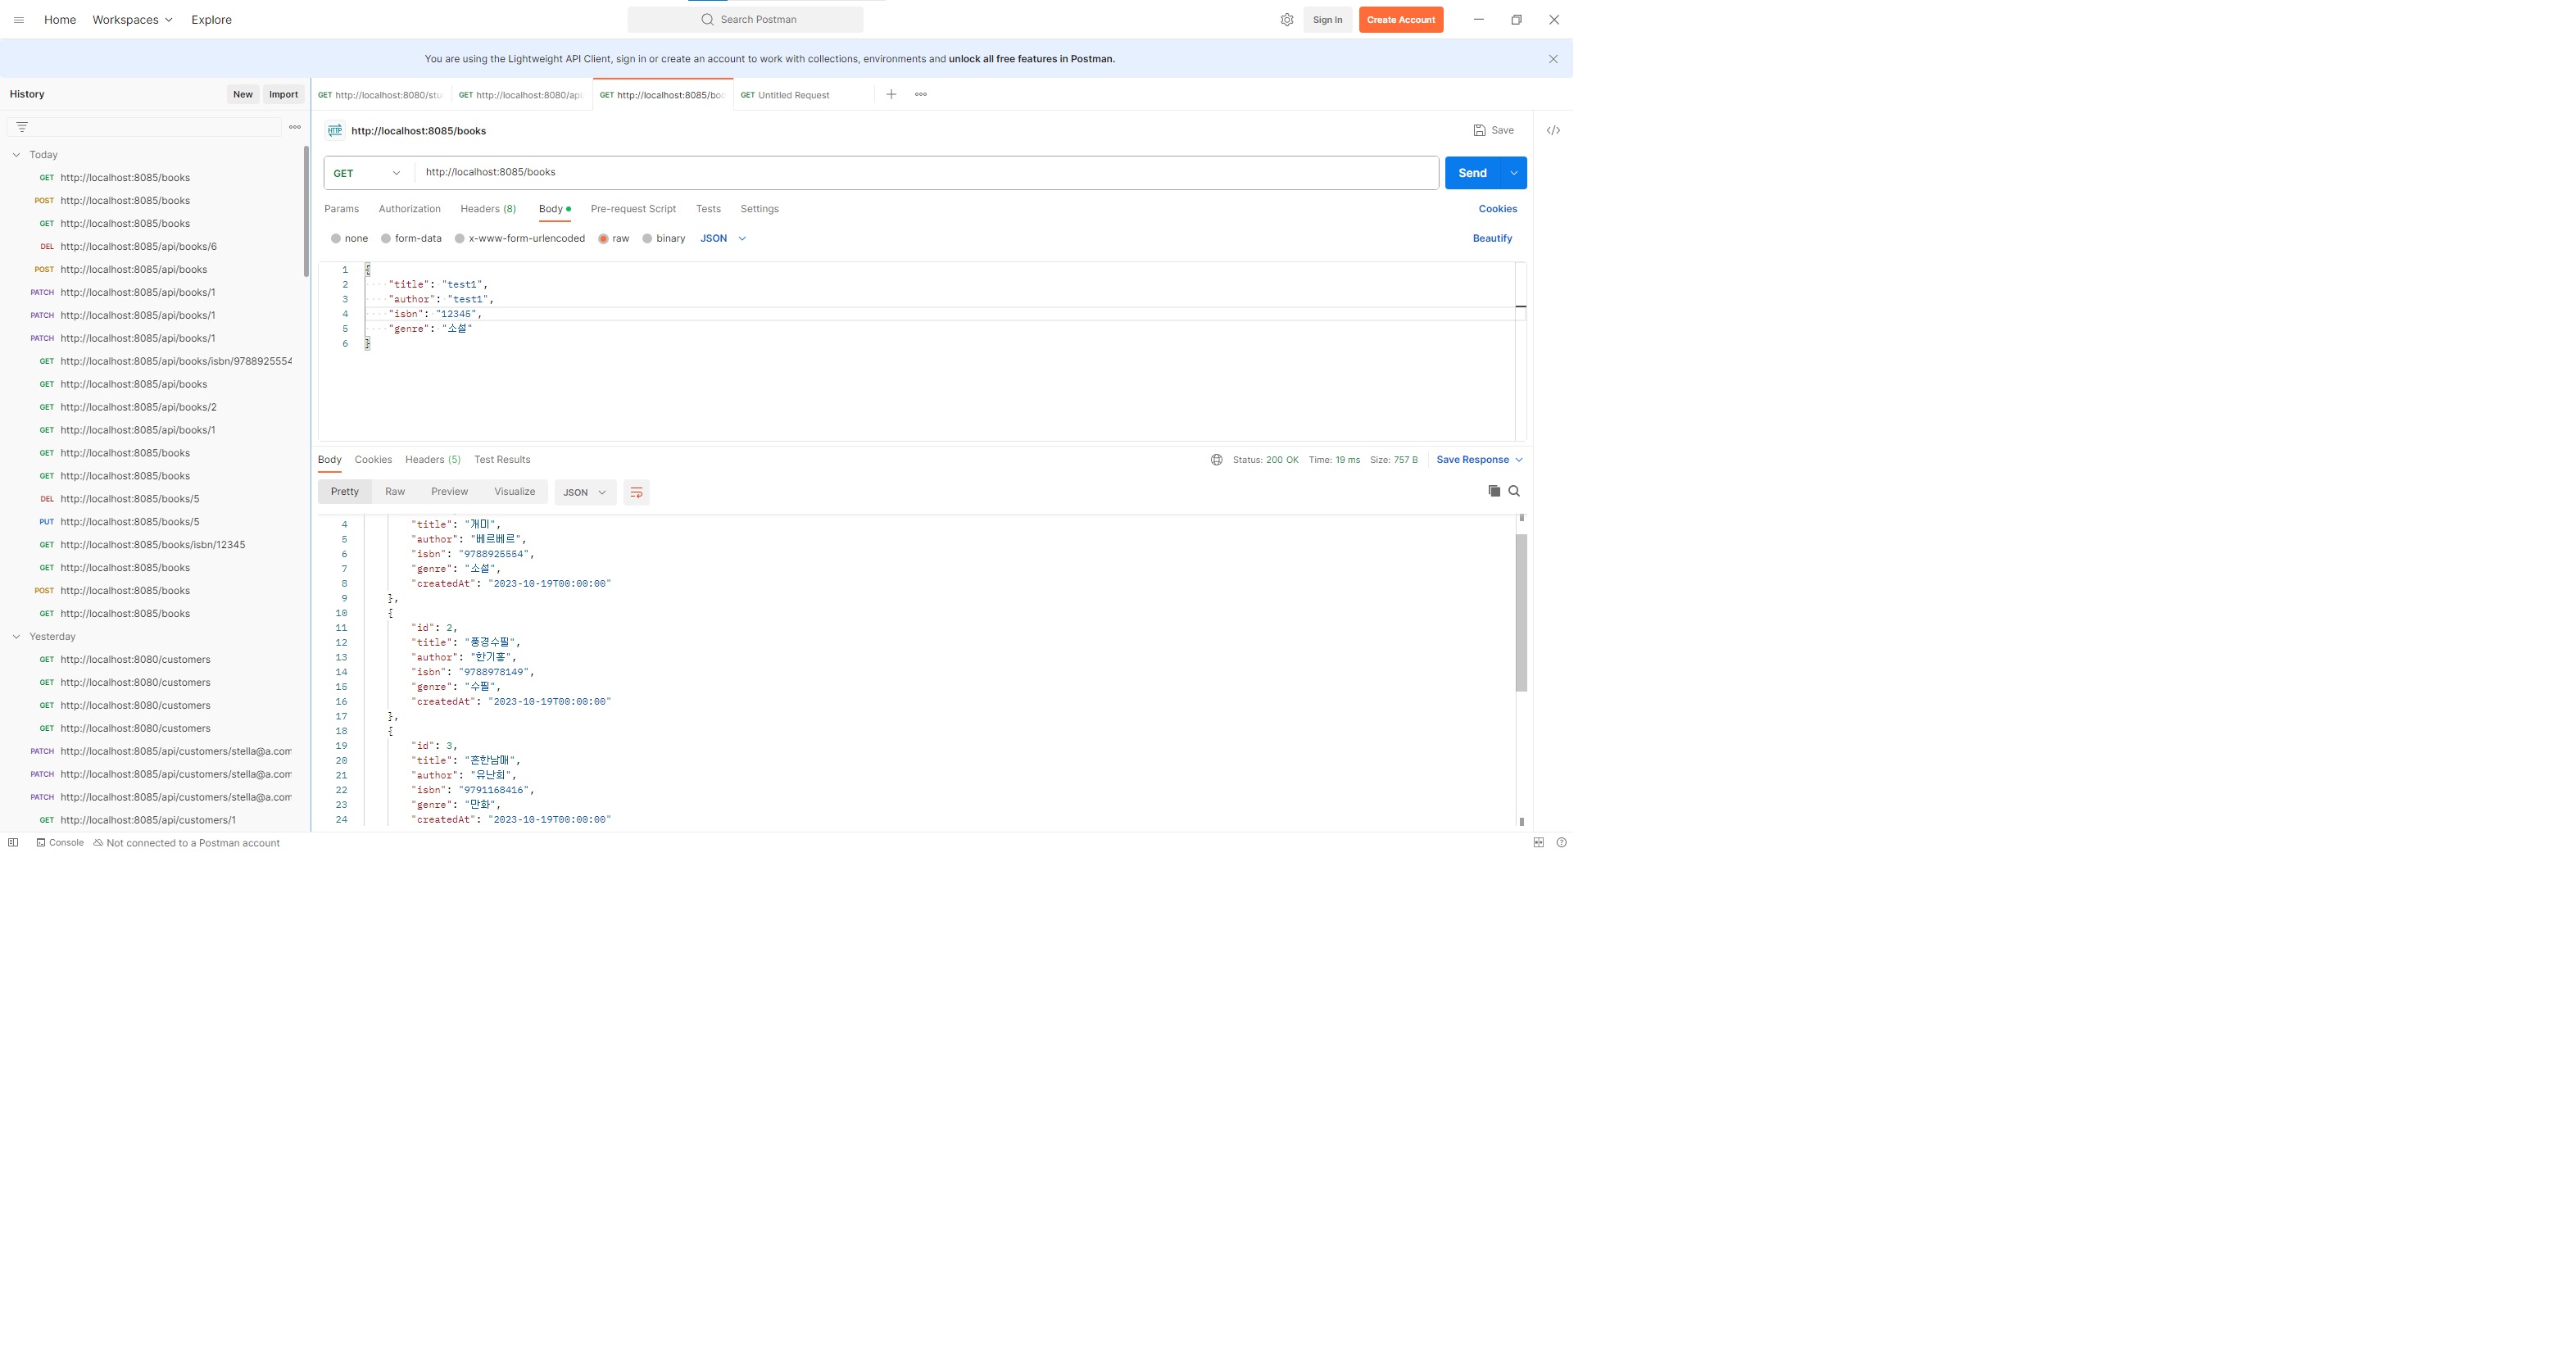 Home Workspaces Explore Search Postman Sign In Create Account
You are using the Lightweight API Client, sign in or create an account to work with collections, environments and unlock all free features in Postman.
History New Import
GET http://localhost:8080/stu GET http://localhost:8080/api GET http://localhost:8085/boo GET Untitled Request
Today
GET http://localhost:8085/books
POST http://localhost:8085/books
GET http://localhost:8085/books
DEL http://localhost:8085/api/books/6
POST http://localhost:8085/api/books
PATCH http://localhost:8085/api/books/1
PATCH http://localhost:8085/api/books/1
PATCH http://localhost:8085/api/books/1
GET http://localhost:8085/api/books/isbn/9788925554
GET http://localhost:8085/api/books
GET http://localhost:8085/api/books/2
GET http://localhost:8085/api/books/1
GET http://localhost:8085/books
GET http://localhost:8085/books
DEL http://localhost:8085/books/5
PUT http://localhost:8085/books/5
GET http://localhost:8085/books/isbn/12345
GET http://localhost:8085/books
POST http://localhost:8085/books
GET http://localhost:8085/books
Yesterday
GET http://localhost:8080/customers
GET http://localhost:8080/customers
GET http://localhost:8080/customers
GET http://localhost:8080/customers
PATCH http://localhost:8085/api/customers/stella@a.com
PATCH http://localhost:8085/api/customers/stella@a.com
PATCH http://localhost:8085/api/customers/stella@a.com
GET http://localhost:8085/api/customers/1
HTTP http://localhost:8085/books Save </>
GET http://localhost:8085/books Send
Params Authorization Headers (8) Body Pre-request Script Tests Settings Cookies
none form-data x-www-form-urlencoded raw binary JSON Beautify
1 {
2 "title": "test1",
3 "author": "test1",
4 "isbn": "12345",
5 "genre": "소설"
6 }
Body Cookies Headers (5) Test Results Status: 200 OK Time: 19 ms Size: 757 B Save Response
Pretty Raw Preview Visualize JSON
4 "title": "개미",
5 "author": "베르베르",
6 "isbn": "9788925554",
7 "genre": "소설",
8 "createdAt": "2023-10-19T00:00:00"
9 },
10 {
11 "id": 2,
12 "title": "풍경수필",
13 "author": "한기홍",
14 "isbn": "9788978149",
15 "genre": "수필",
16 "createdAt": "2023-10-19T00:00:00"
17 },
18 {
19 "id": 3,
20 "title": "흔한남매",
21 "author": "유난희",
22 "isbn": "9791168416",
23 "genre": "만화",
24 "createdAt": "2023-10-19T00:00:00"
Console Not connected to a Postman account